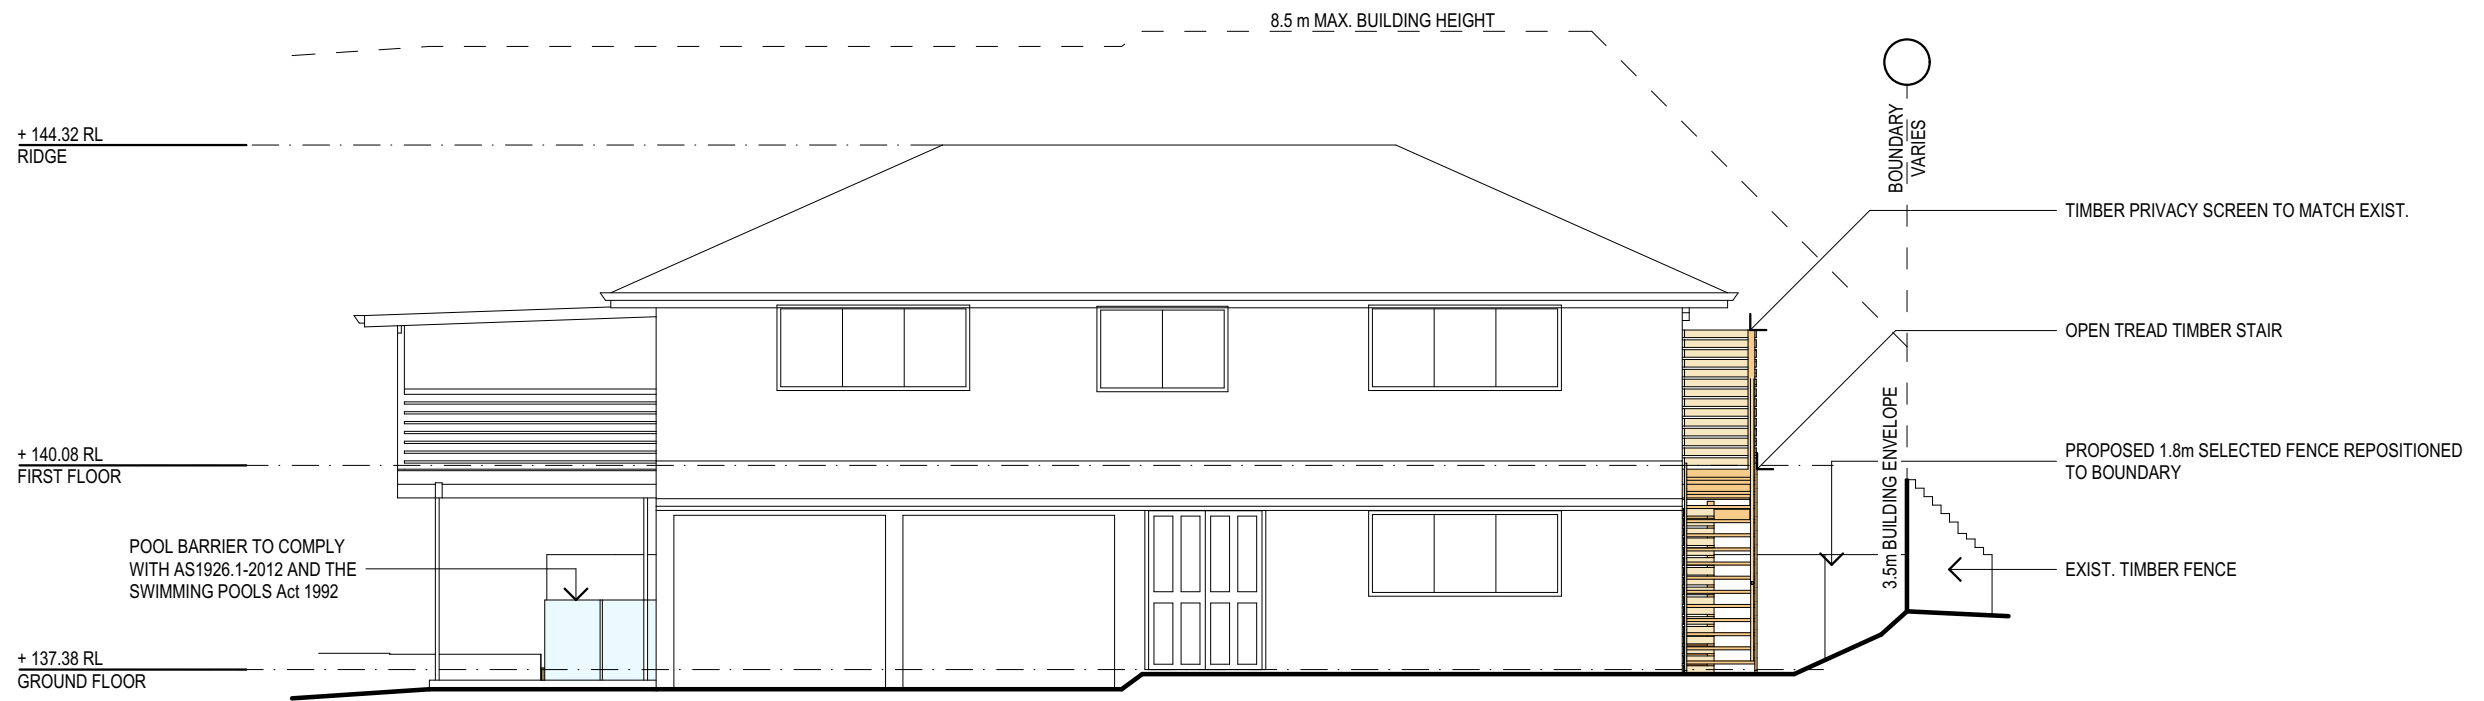 8.5 m MAX. BUILDING HEIGHT
+ 144.32 RL
RIDGE
BOUNDARY
VARIES
TIMBER PRIVACY SCREEN TO MATCH EXIST.
OPEN TREAD TIMBER STAIR
3.5m BUILDING ENVELOPE
PROPOSED 1.8m SELECTED FENCE REPOSITIONED
TO BOUNDARY
+ 140.08 RL
FIRST FLOOR
POOL BARRIER TO COMPLY
WITH AS1926.1-2012 AND THE
SWIMMING POOLS Act 1992
EXIST. TIMBER FENCE
+ 137.38 RL
GROUND FLOOR